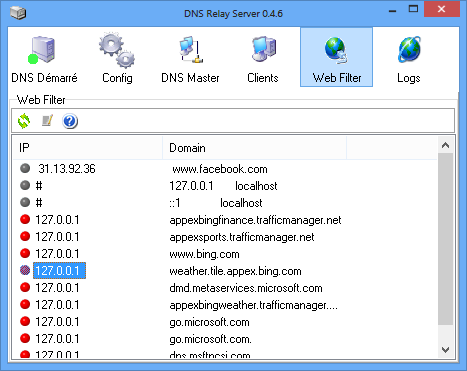 DNS Relay Server 0.4.6
DNS Démarré Config DNS Master Clients Web Filter Logs
Web Filter
IP Domain
31.13.92.36 www.facebook.com
# 127.0.0.1 localhost
# ::1 localhost
127.0.0.1 appexbingfinance.trafficmanager.net
127.0.0.1 appexsports.trafficmanager.net
127.0.0.1 www.bing.com
127.0.0.1 weather.tile.appex.bing.com
127.0.0.1 dmd.metaservices.microsoft.com
127.0.0.1 appexbingweather.trafficmanager....
127.0.0.1 go.microsoft.com
127.0.0.1 go.microsoft.com.
127.0.0.1 dns.msftncsi.com